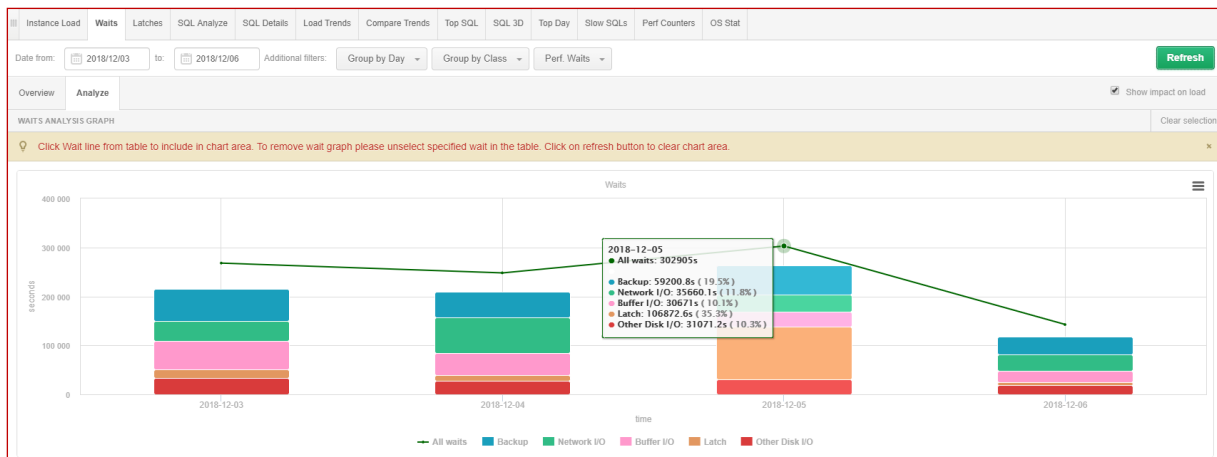 Instance Load Waits Latches SQL Analyze SQL Details Load Trends Compare Trends Top SQL SQL 3D Top Day Slow SQLs Perf Counters OS Stat
Date from: 2018/12/03 to: 2018/12/06 Additional filters: Group by Day Group by Class Perf. Waits Refresh
Overview Analyze Show impact on load
WAITS ANALYSIS GRAPH Clear selection
Click Wait line from table to include in chart area. To remove wait graph please unselect specified wait in the table. Click on refresh button to clear chart area. ×
Waits
400 000
300 000
200 000
100 000
0
seconds
2018-12-05
All waits: 302905s
Backup: 59200.8s ( 19.5%)
Network I/O: 35660.1s ( 11.8%)
Buffer I/O: 30671s ( 10.1%)
Latch: 106872.6s ( 35.3%)
Other Disk I/O: 31071.2s ( 10.3%)
2018-12-03 2018-12-04 2018-12-05 2018-12-06
time
All waits Backup Network I/O Buffer I/O Latch Other Disk I/O